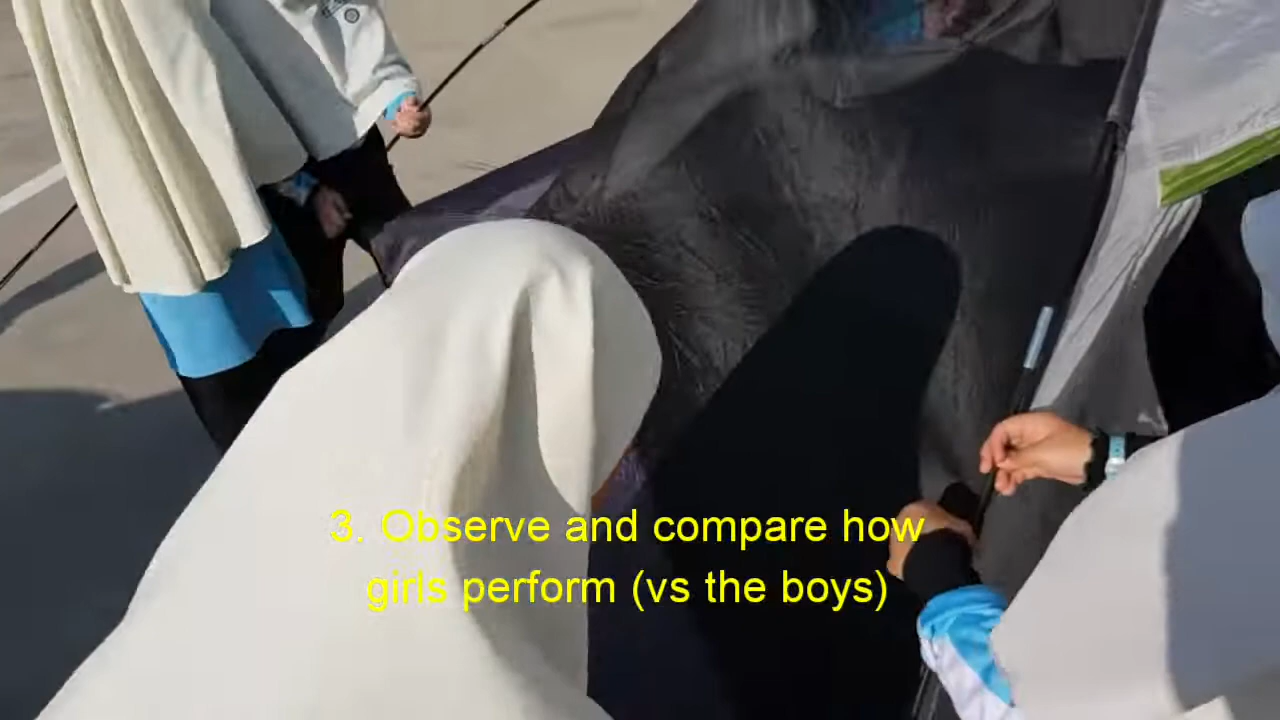 3. Observe and compare how
girls perform (vs the boys)